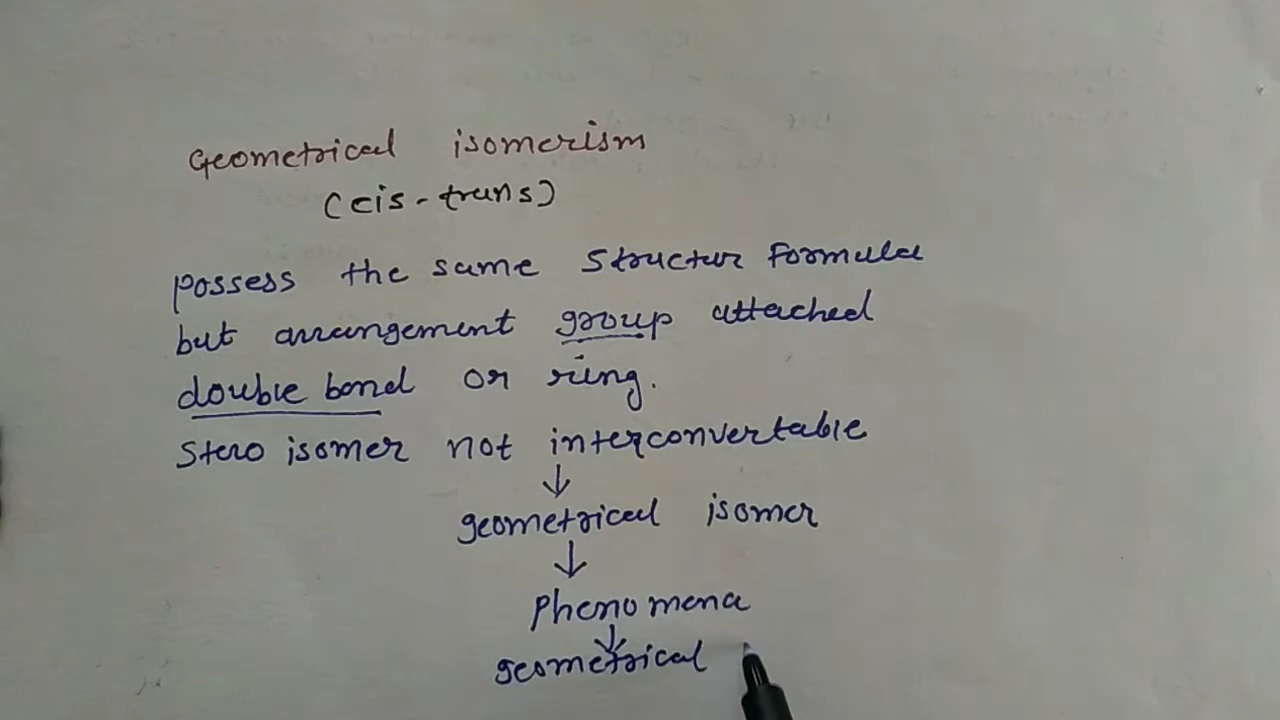 Geometrical isomerism
(cis-trans)
possess the same structur formula
but arrangement group attached
double bond or ring.
stero isomer not interconvertable
↓
geometrical isomer
↓
phenomena
↓
geometrical